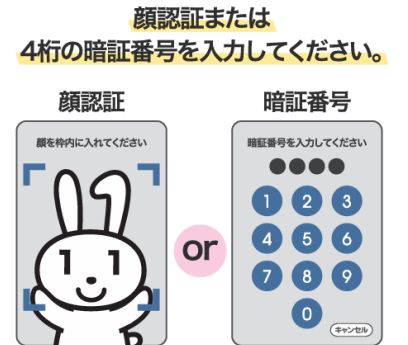 顔認証または
4桁の暗証番号を入力してください。
顔認証
暗証番号
顔を枠内に入れてください
暗証番号を入力してください
or
1 2 3
4 5 6
7 8 9
0
キャンセル